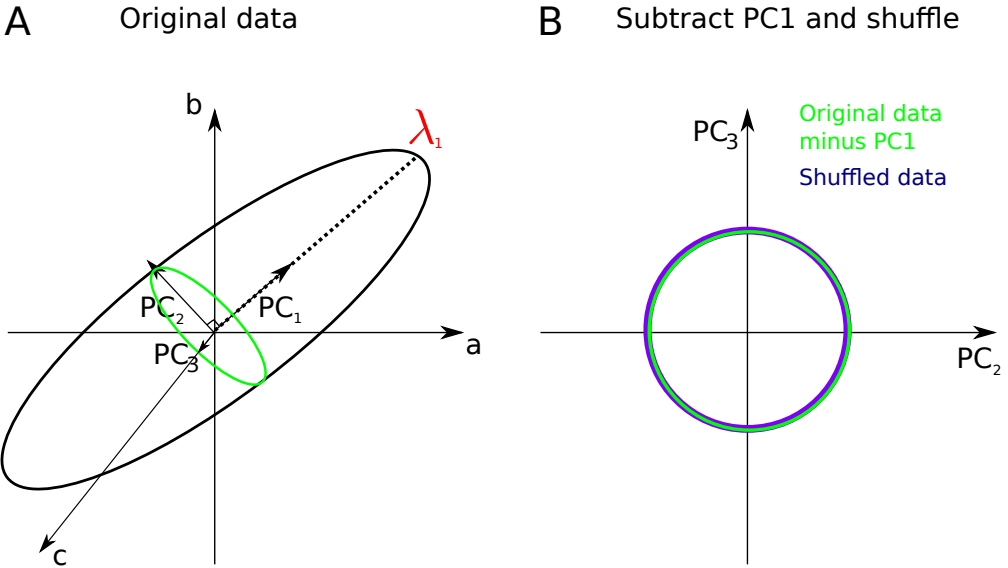 A
Original data
b
λ1
PC2
PC1
PC3
a
c
B
Subtract PC1 and shuffle
PC3
Original data
minus PC1
Shuffled data
PC2